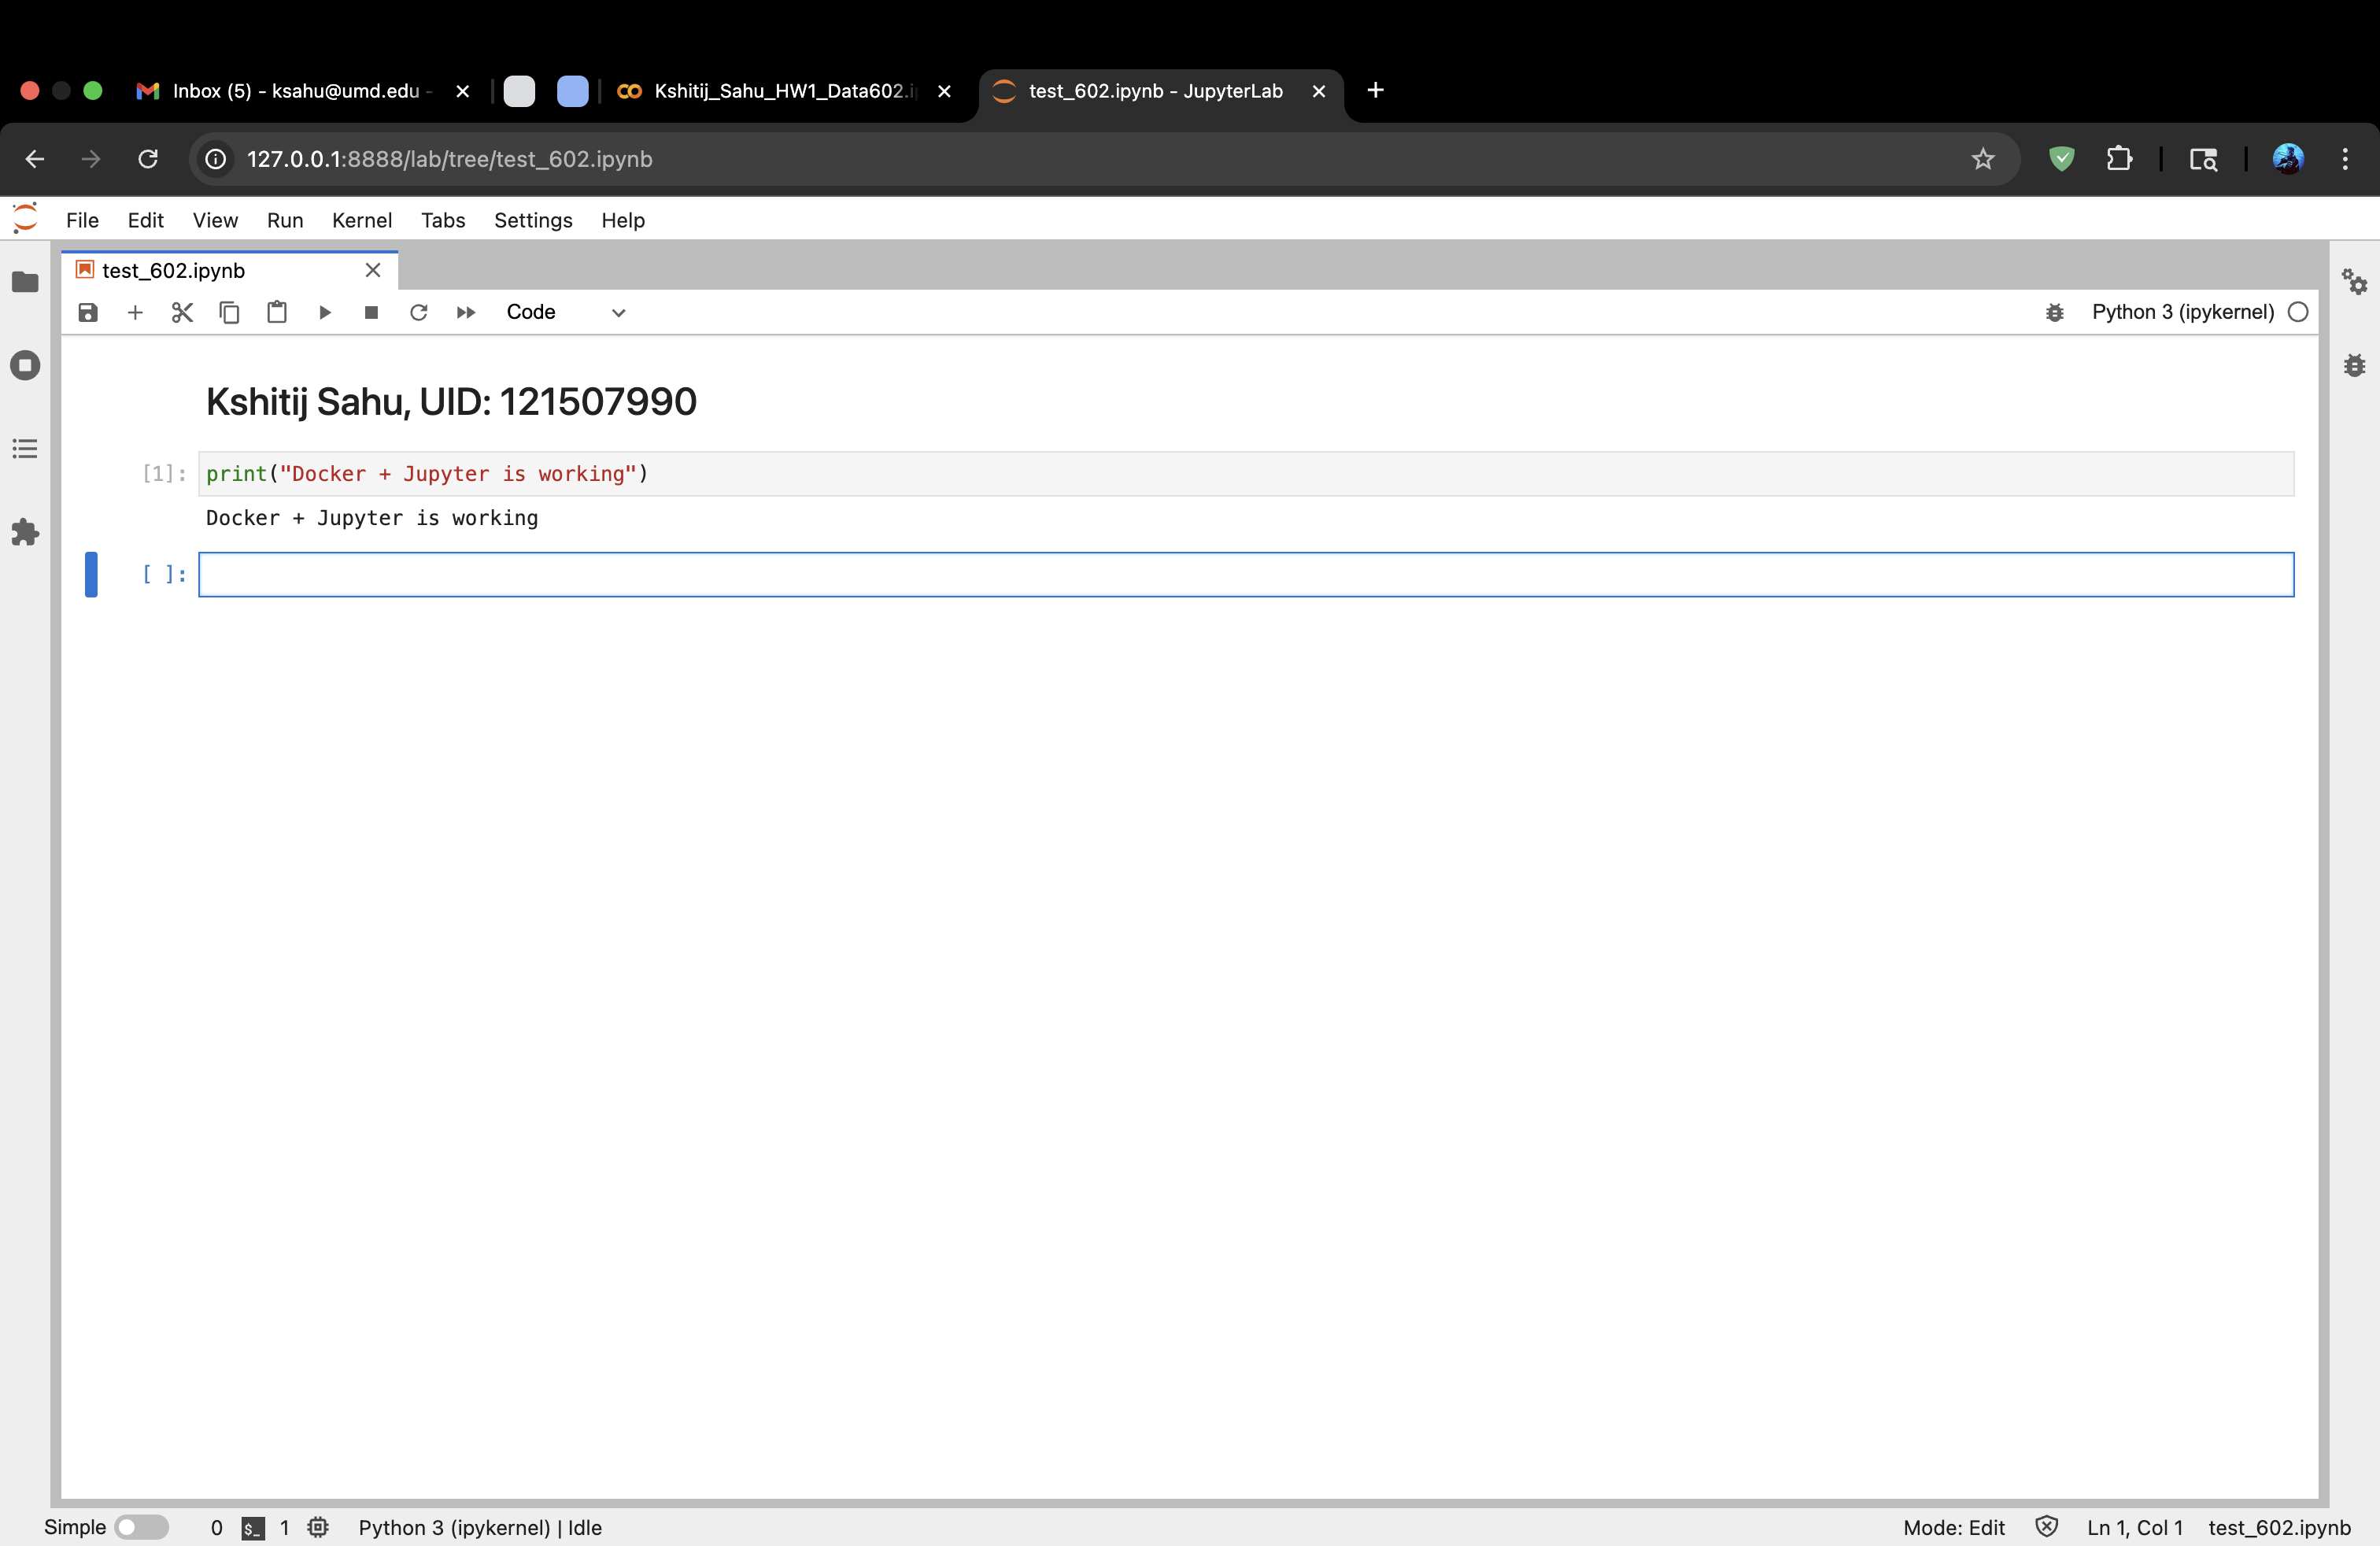 Inbox (5) - ksahu@umd.edu -
Kshitij_Sahu_HW1_Data602.i
test_602.ipynb - JupyterLab
127.0.0.1:8888/lab/tree/test_602.ipynb
File Edit View Run Kernel Tabs Settings Help
test_602.ipynb
Code
Python 3 (ipykernel)
Kshitij Sahu, UID: 121507990
[1]: print("Docker + Jupyter is working")
Docker + Jupyter is working
[ ]:
Simple 0 $_ 1 Python 3 (ipykernel) | Idle Mode: Edit Ln 1, Col 1 test_602.ipynb